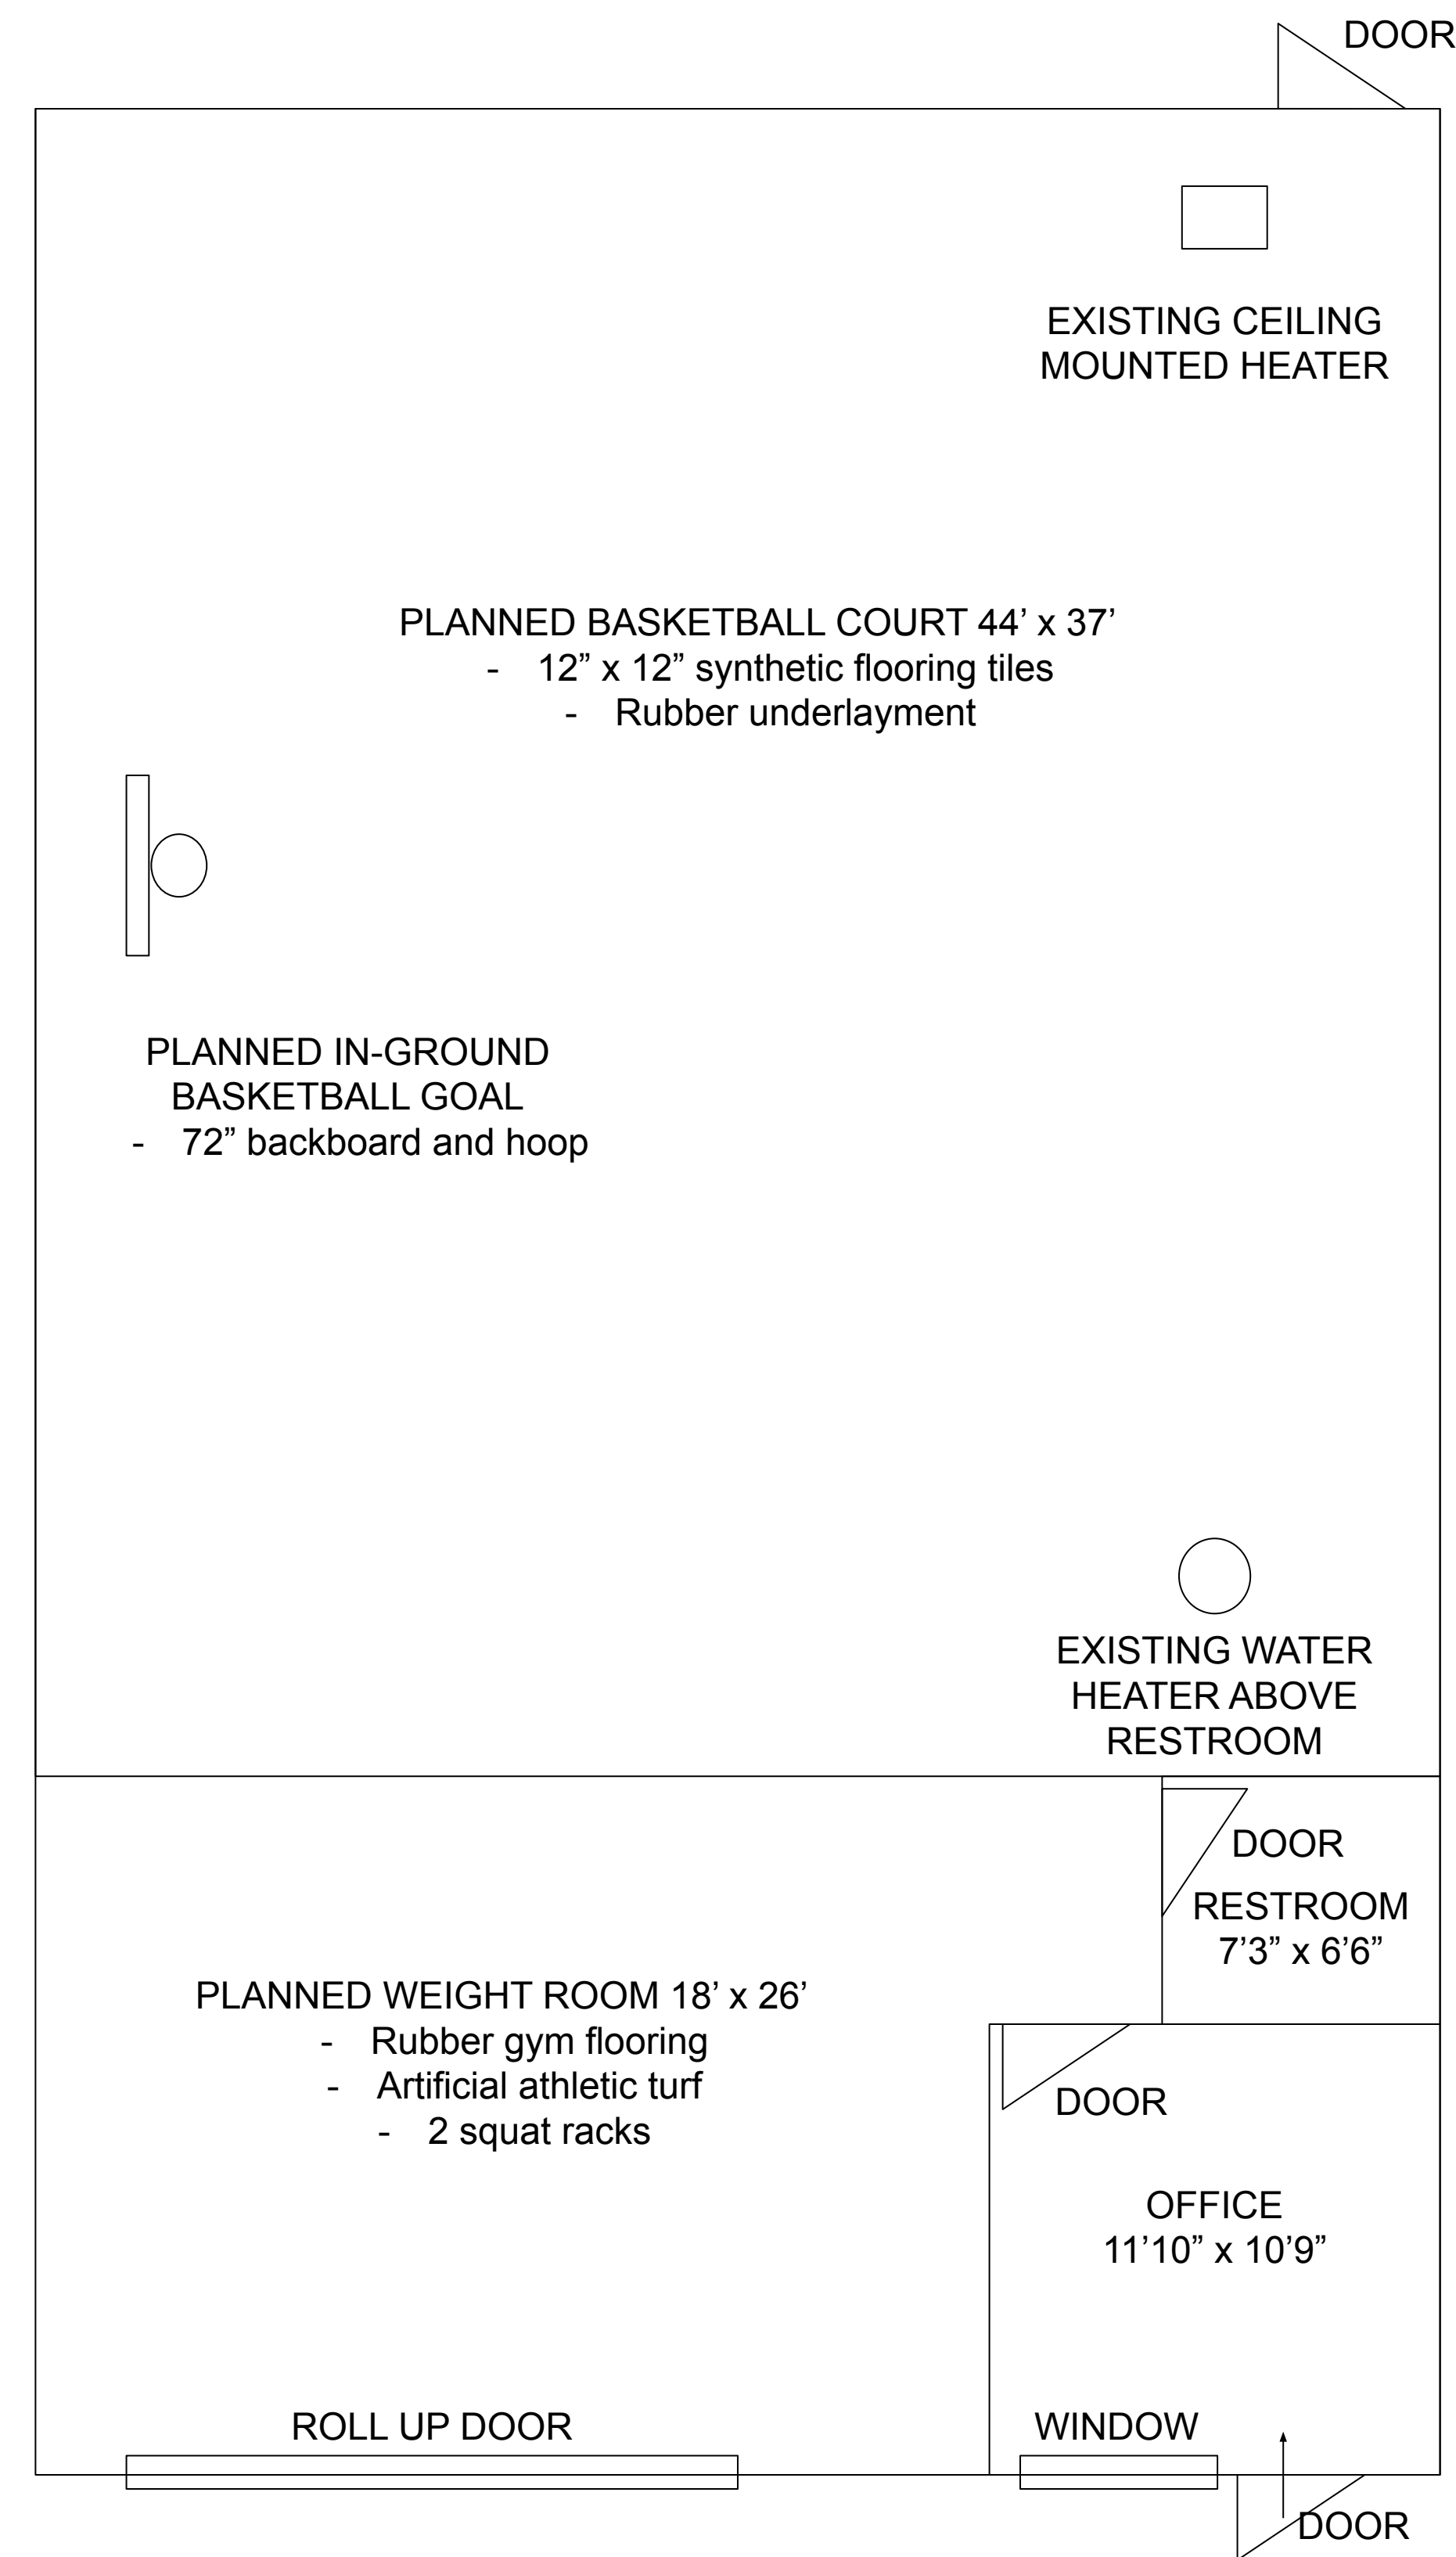 DOOR
EXISTING CEILING
MOUNTED HEATER
PLANNED BASKETBALL COURT 44’ x 37’
- 12” x 12” synthetic flooring tiles
- Rubber underlayment
PLANNED IN-GROUND
BASKETBALL GOAL
- 72” backboard and hoop
EXISTING WATER
HEATER ABOVE
RESTROOM
DOOR
RESTROOM
7’3” x 6’6”
PLANNED WEIGHT ROOM 18’ x 26’
- Rubber gym flooring
- Artificial athletic turf
- 2 squat racks
DOOR
OFFICE
11’10” x 10’9”
ROLL UP DOOR
WINDOW
DOOR